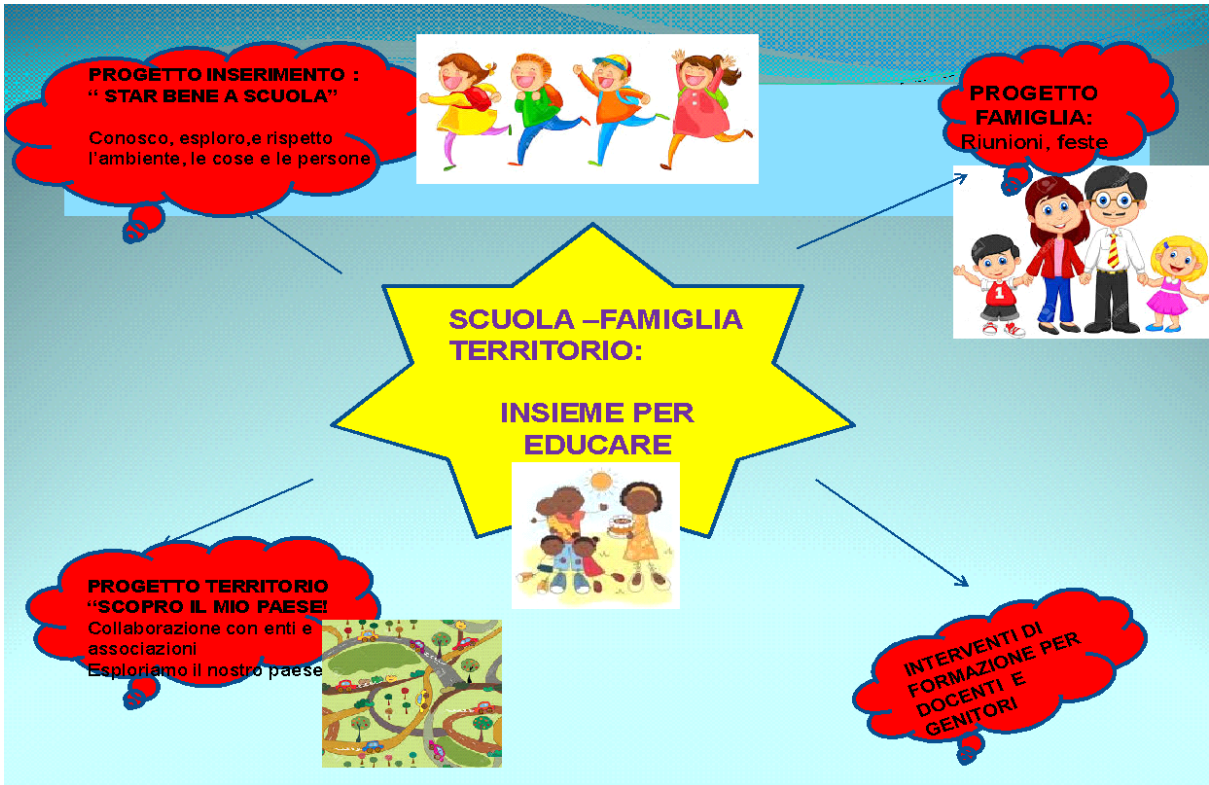 PROGETTO INSERIMENTO :
“ STAR BENE A SCUOLA”
Conosco, esploro,e rispetto
l'ambiente, le cose e le persone
PROGETTO
FAMIGLIA:
Riunioni, feste
SCUOLA –FAMIGLIA
TERRITORIO:
INSIEME PER
EDUCARE
PROGETTO TERRITORIO
“SCOPRO IL MIO PAESE!
Collaborazione con enti e
associazioni
Esploriamo il nostro paese
INTERVENTI DI
FORMAZIONE PER
DOCENTI E
GENITORI
1